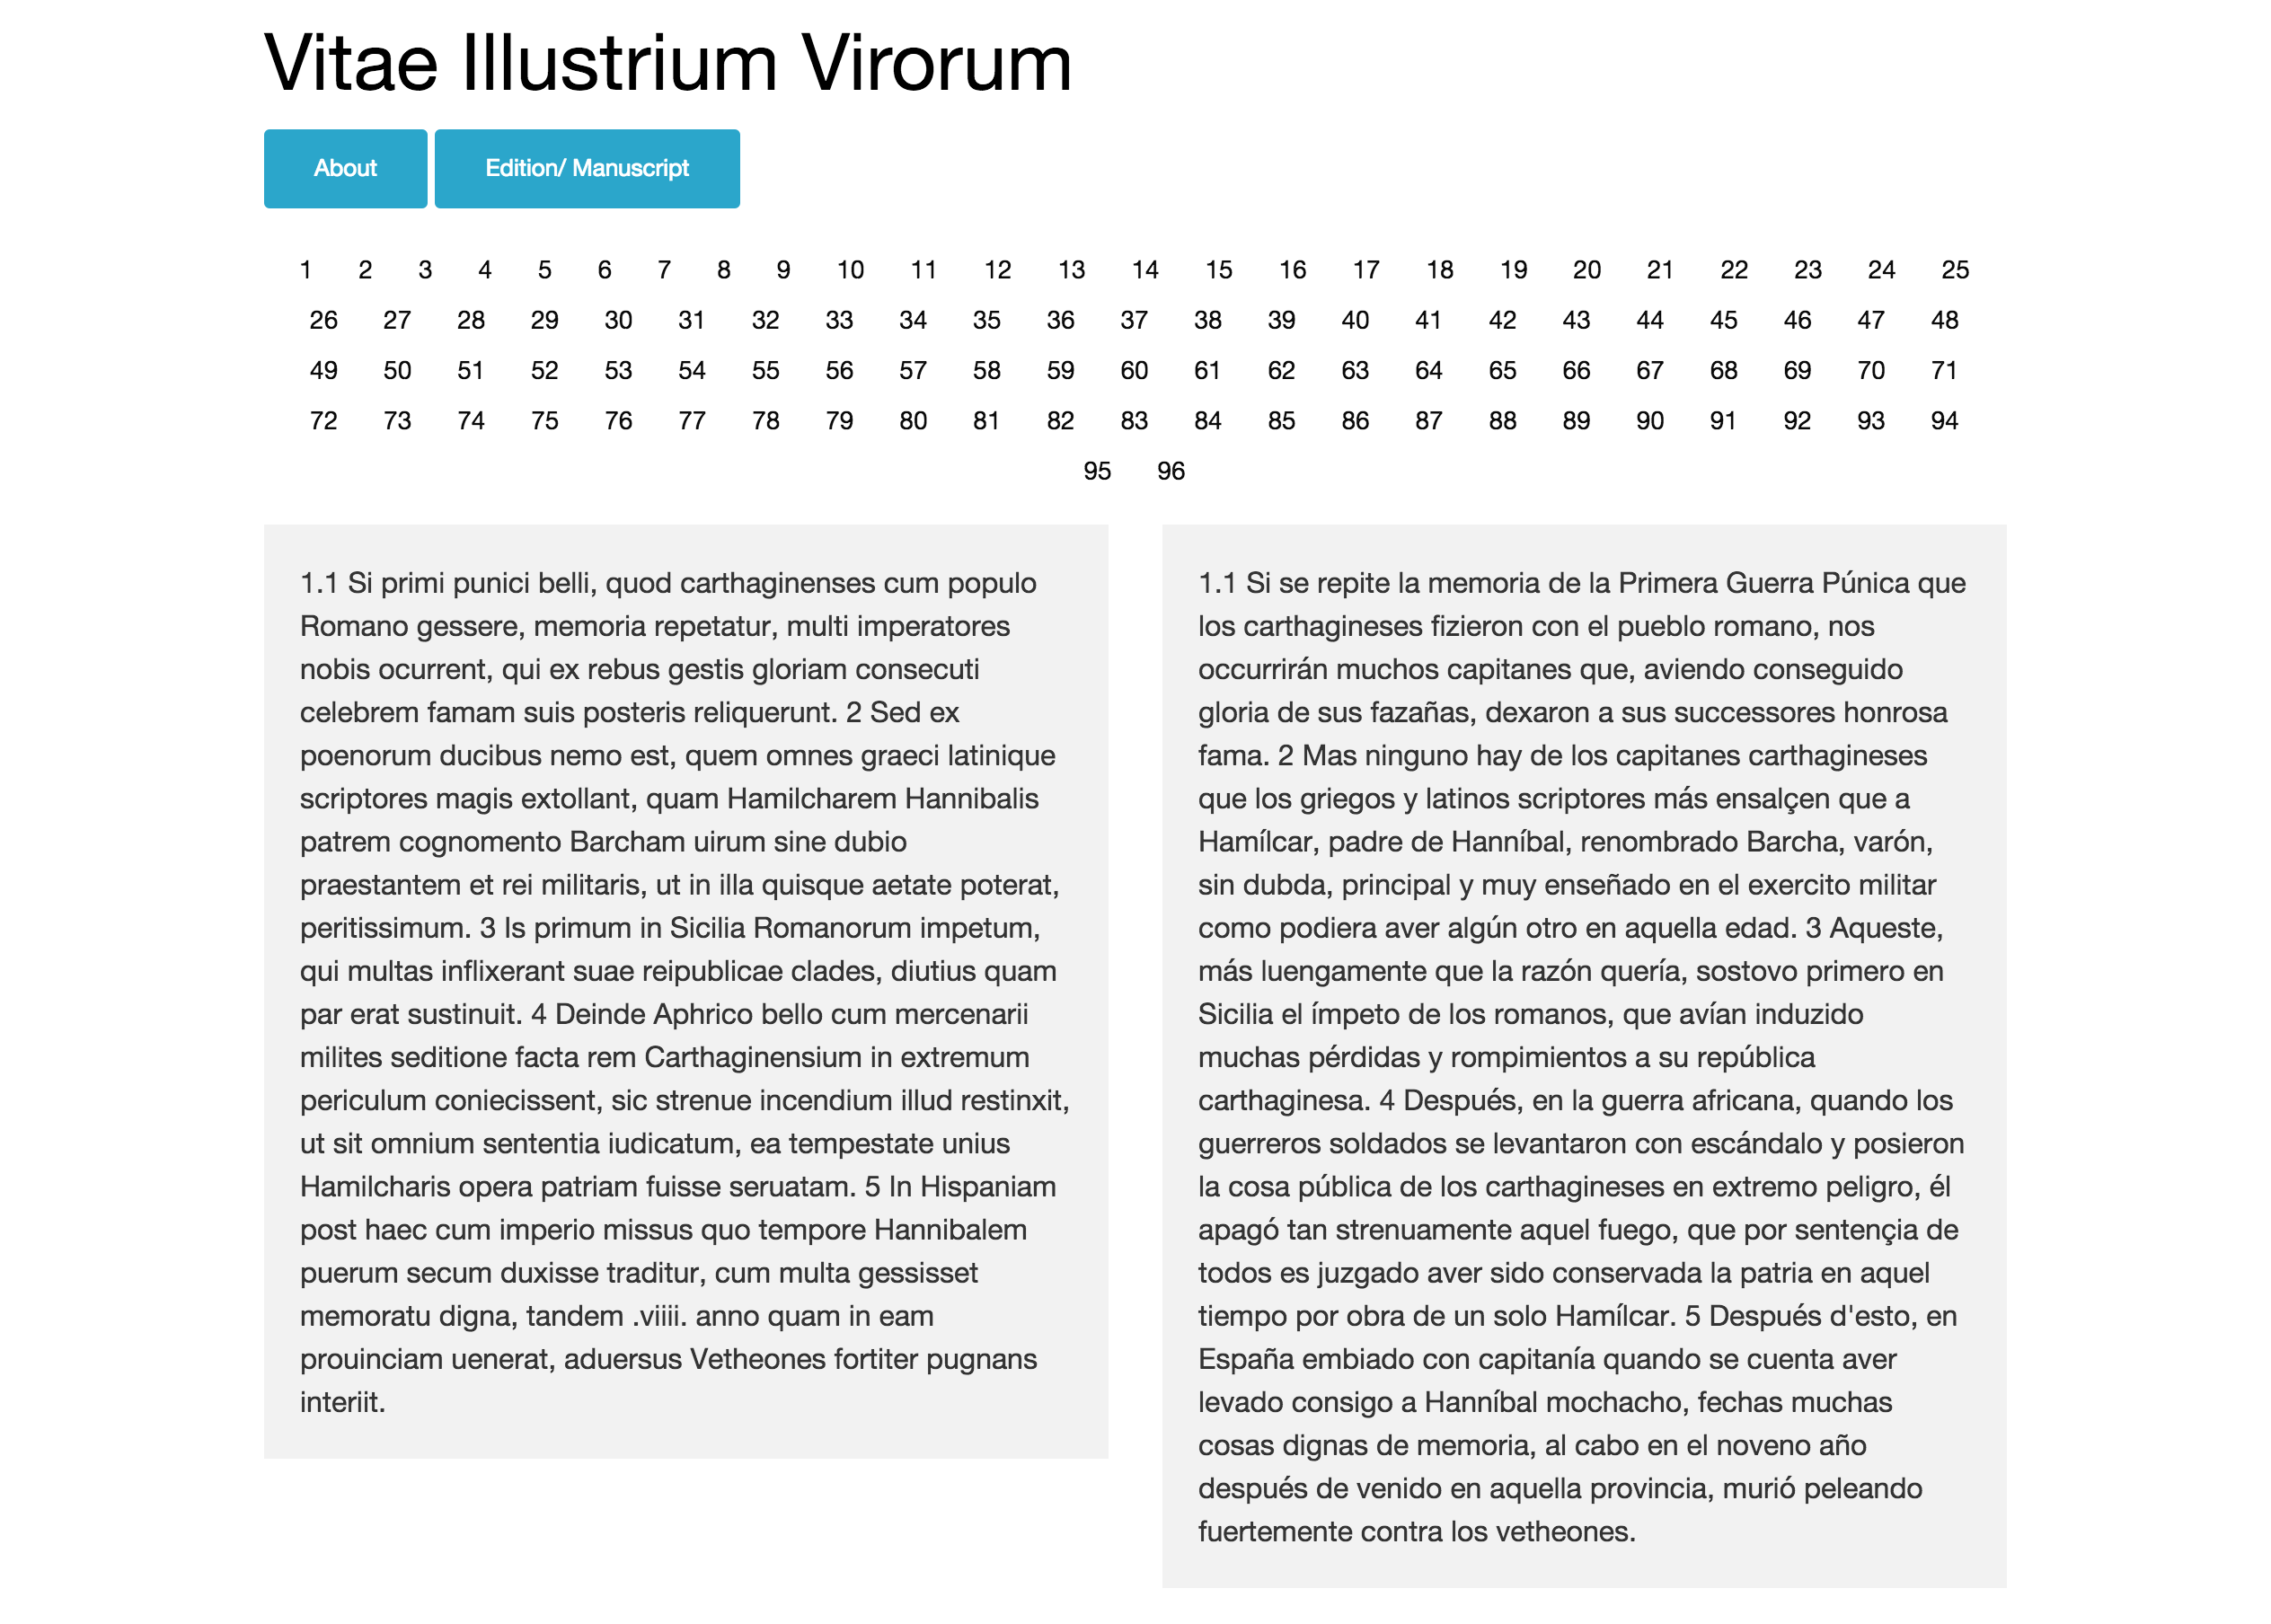 Vitae Illustrium Virorum
About
Edition/ Manuscript
1 2 3 4 5 6 7 8 9 10 11 12 13 14 15 16 17 18 19 20 21 22 23 24 25
26 27 28 29 30 31 32 33 34 35 36 37 38 39 40 41 42 43 44 45 46 47 48
49 50 51 52 53 54 55 56 57 58 59 60 61 62 63 64 65 66 67 68 69 70 71
72 73 74 75 76 77 78 79 80 81 82 83 84 85 86 87 88 89 90 91 92 93 94
95 96
1.1 Si primi punici belli, quod carthaginenses cum populo
Romano gessere, memoria repetatur, multi imperatores
nobis ocurrent, qui ex rebus gestis gloriam consecuti
celebrem famam suis posteris reliquerunt. 2 Sed ex
poenorum ducibus nemo est, quem omnes graeci latinique
scriptores magis extollant, quam Hamilcharem Hannibalis
patrem cognomento Barcham uirum sine dubio
praestantem et rei militaris, ut in illa quisque aetate poterat,
peritissimum. 3 Is primum in Sicilia Romanorum impetum,
qui multas inflixerant suae reipublicae clades, diutius quam
par erat sustinuit. 4 Deinde Aphrico bello cum mercenarii
milites seditione facta rem Carthaginensium in extremum
periculum coniecissent, sic strenue incendium illud restinxit,
ut sit omnium sententia iudicatum, ea tempestate unius
Hamilcharis opera patriam fuisse seruatam. 5 In Hispaniam
post haec cum imperio missus quo tempore Hannibalem
puerum secum duxisse traditur, cum multa gessisset
memoratu digna, tandem .viiii. anno quam in eam
prouinciam uenerat, aduersus Vetheones fortiter pugnans
interiit.
1.1 Si se repite la memoria de la Primera Guerra Púnica que
los carthagineses fizieron con el pueblo romano, nos
occurrirán muchos capitanes que, aviendo conseguido
gloria de sus fazañas, dexaron a sus successores honrosa
fama. 2 Mas ninguno hay de los capitanes carthagineses
que los griegos y latinos scriptores más ensalçen que a
Hamílcar, padre de Hanníbal, renombrado Barcha, varón,
sin dubda, principal y muy enseñado en el exercito militar
como podiera aver algún otro en aquella edad. 3 Aqueste,
más luengamente que la razón quería, sostovo primero en
Sicilia el ímpeto de los romanos, que avían induzido
muchas pérdidas y rompimientos a su república
carthaginesa. 4 Después, en la guerra africana, quando los
guerreros soldados se levantaron con escándalo y posieron
la cosa pública de los carthagineses en extremo peligro, él
apagó tan strenuamente aquel fuego, que por sentençia de
todos es juzgado aver sido conservada la patria en aquel
tiempo por obra de un solo Hamílcar. 5 Después d'esto, en
España embiado con capitanía quando se cuenta aver
levado consigo a Hanníbal mochacho, fechas muchas
cosas dignas de memoria, al cabo en el noveno año
después de venido en aquella provincia, murió peleando
fuertemente contra los vetheones.